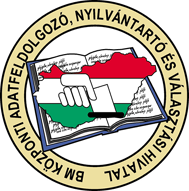 BM KÖZPONTI ADATFELDOLGOZÓ, NYILVÁNTARTÓ ÉS VÁLASZTÁSI HIVATAL